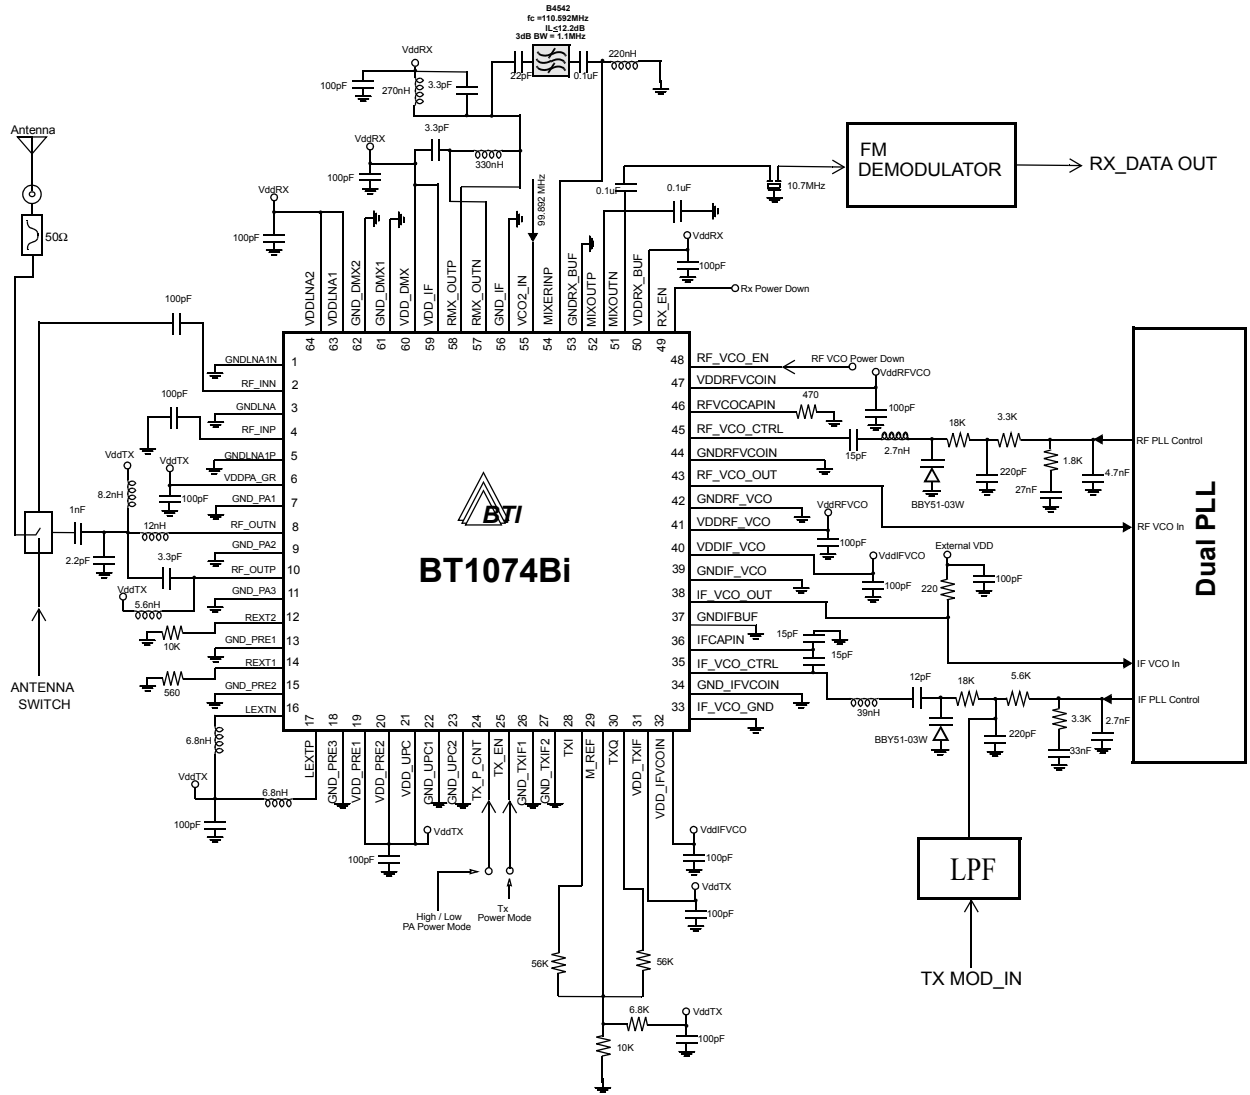 B4542
fc =110.592MHz
IL≤12.2dB
3dB BW = 1.1MHz
VddRX
100pF
270nH
3.3pF
22pF
0.1uF
220nH
VddRX
3.3pF
330nH
100pF
99.892 MHz
0.1uF
0.1uF
10.7MHz
FM
DEMODULATOR
RX_DATA OUT
Antenna
50Ω
VddRX
100pF
VddRX
100pF
Rx Power Down
VDDLNA2
VDDLNA1
GND_DMX2
GND_DMX1
VDD_DMX
VDD_IF
RMX_OUTP
RMX_OUTN
GND_IF
VCO2_IN
MIXERINP
GNDRX_BUF
MIXOUTP
MIXOUTN
VDDRX_BUF
RX_EN
64
63
62
61
60
59
58
57
56
55
54
53
52
51
50
49
100pF
GNDLNA1N
1
RF_INN
2
100pF
GNDLNA
3
RF_INP
4
GNDLNA1P
5
VddTX
VDDPA_GR
6
100pF
GND_PA1
7
VddTX
8.2nH
1nF
12nH
RF_OUTN
8
GND_PA2
9
2.2pF
3.3pF
RF_OUTP
10
VddTX
5.6nH
GND_PA3
11
REXT2
12
10K
GND_PRE1
13
REXT1
14
560
GND_PRE2
15
LEXTN
16
ANTENNA
SWITCH
6.8nH
VddTX
6.8nH
100pF
BTI
BT1074Bi
48
RF_VCO_EN
RF VCO Power Down
47
VDDRFVCOIN
VddRFVCO
100pF
46
RFVCOCAPIN
470
45
RF_VCO_CTRL
15pF
2.7nH
18K
3.3K
RF PLL Control
BBY51-03W
220pF
1.8K
27nF
4.7nF
44
GNDRFVCOIN
43
RF_VCO_OUT
RF VCO In
42
GNDRF_VCO
VddRFVCO
41
VDDRF_VCO
100pF
40
VDDIF_VCO
VddIFVCO
100pF
External VDD
220
100pF
39
GNDIF_VCO
38
IF_VCO_OUT
37
GNDIFBUF
36
IFCAPIN
15pF
15pF
35
IF_VCO_CTRL
IF VCO In
34
GND_IFVCOIN
33
IF_VCO_GND
39nH
12pF
18K
5.6K
IF PLL Control
BBY51-03W
220pF
3.3K
33nF
2.7nF
Dual PLL
LPF
TX MOD_IN
17
18
19
20
21
22
23
24
25
26
27
28
29
30
31
32
LEXTP
GND_PRE3
VDD_PRE1
VDD_PRE2
VDD_UPC
GND_UPC1
GND_UPC2
TX_P_CNT
TX_EN
GND_TXIF1
GND_TXIF2
TXI
M_REF
TXQ
VDD_TXIF
VDD_IFVCOIN
VddTX
100pF
High / Low
PA Power Mode
Tx
Power Mode
VddIFVCO
100pF
VddTX
100pF
56K
56K
6.8K
VddTX
100pF
10K